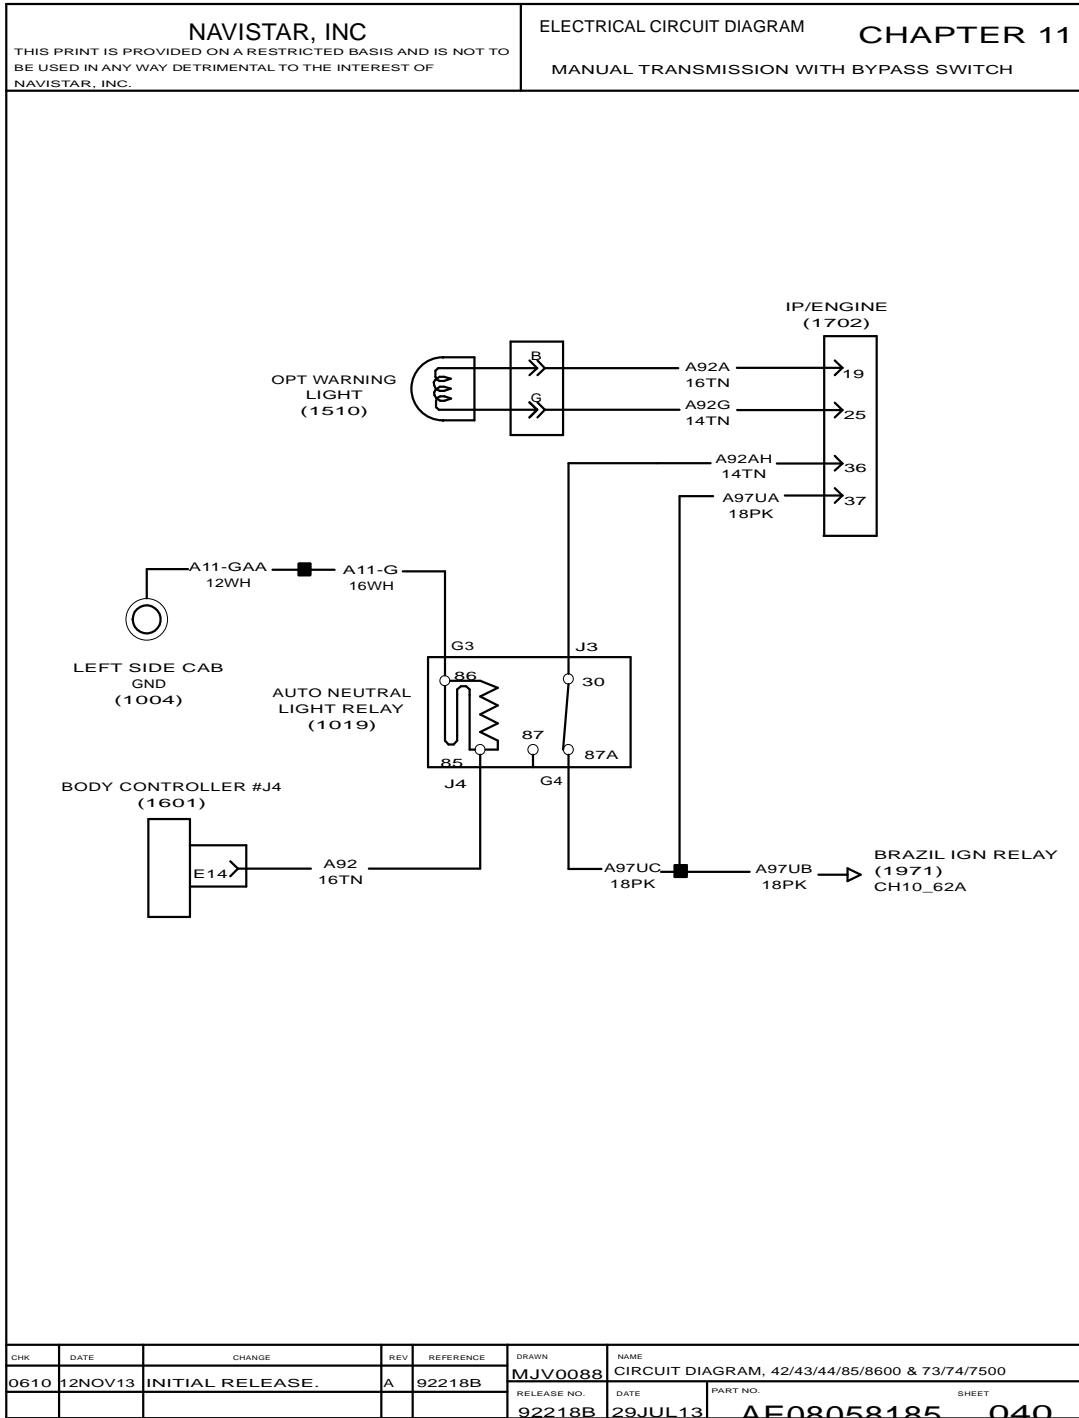 NAVISTAR, INC
THIS PRINT IS PROVIDED ON A RESTRICTED BASIS AND IS NOT TO
BE USED IN ANY WAY DETRIMENTAL TO THE INTEREST OF
NAVISTAR, INC.
ELECTRICAL CIRCUIT DIAGRAM
CHAPTER 11
MANUAL TRANSMISSION WITH BYPASS SWITCH
IP/ENGINE
(1702)
OPT WARNING
LIGHT
(1510)
B
G
A92A
16TN
19
A92G
14TN
25
A92AH
14TN
36
A97UA
18PK
37
A11-GAA
12WH
A11-G
16WH
LEFT SIDE CAB
GND
(1004)
G3
J3
AUTO NEUTRAL
LIGHT RELAY
(1019)
86
30
87
85
87A
J4
G4
BODY CONTROLLER #J4
(1601)
E14
A92
16TN
A97UC
18PK
A97UB
18PK
BRAZIL IGN RELAY
(1971)
CH10_62A
CHK
DATE
CHANGE
REV
REFERENCE
0610
12NOV13
INITIAL RELEASE.
A
92218B
DRAWN
MJV0088
NAME
CIRCUIT DIAGRAM, 42/43/44/85/8600 & 73/74/7500
RELEASE NO.
92218B
DATE
29JUL13
PART NO.
AE08058185
SHEET
040